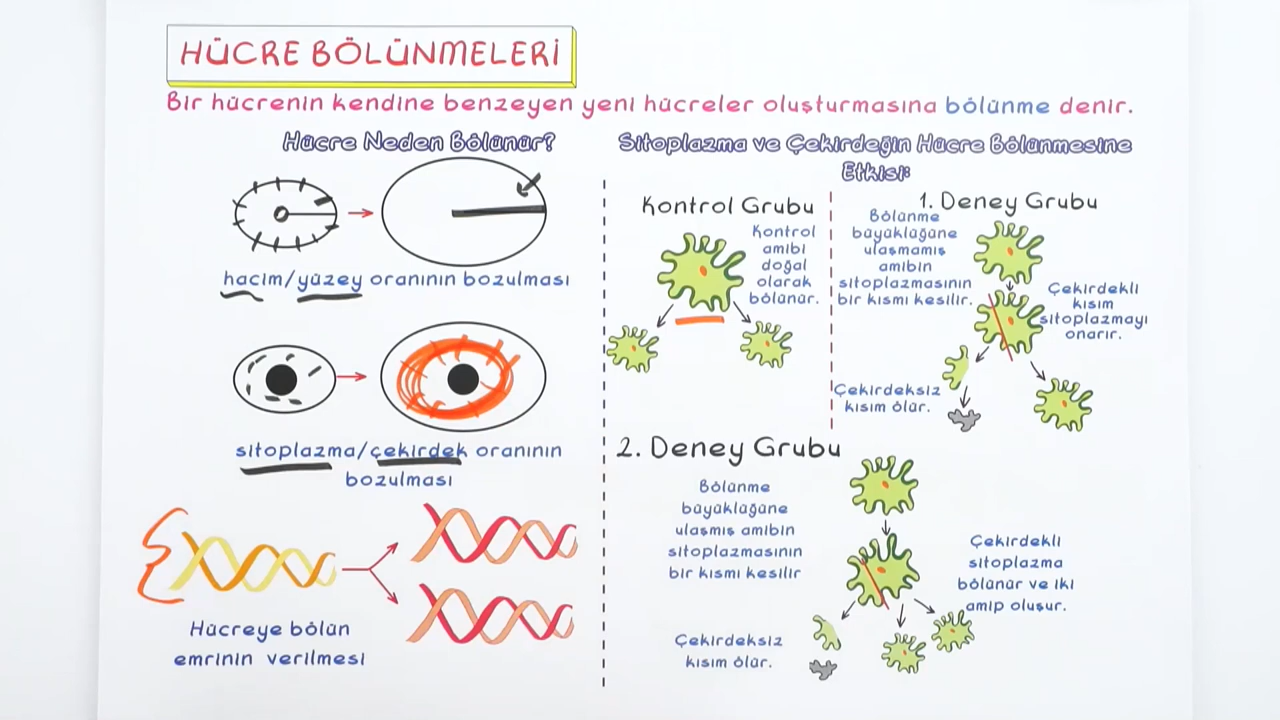 HÜCRE BÖLÜNMELERİ
Bir hücrenin kendine benzeyen yeni hücreler oluşturmasına bölünme denir.
Hücre Neden Bölünür?
hacim/yüzey oranının bozulması
sitoplazma/çekirdek oranının
bozulması
Hücreye bölün
emrinin verilmesi
Sitoplazma ve Çekirdeğin Hücre Bölünmesine
Etkisi:
Kontrol Grubu
Kontrol
amibi
doğal
olarak
bölünür.
1. Deney Grubu
Bölünme
büyüklüğüne
ulaşmamış
amibin
sitoplazmasının
bir kısmı kesilir.
Çekirdekli
kısım
sitoplazmayı
onarır.
Çekirdeksiz
kısım ölür.
2. Deney Grubu
Bölünme
büyüklüğüne
ulaşmış amibin
sitoplazmasının
bir kısmı kesilir
Çekirdekli
sitoplazma
bölünür ve iki
amip oluşur.
Çekirdeksiz
kısım ölür.